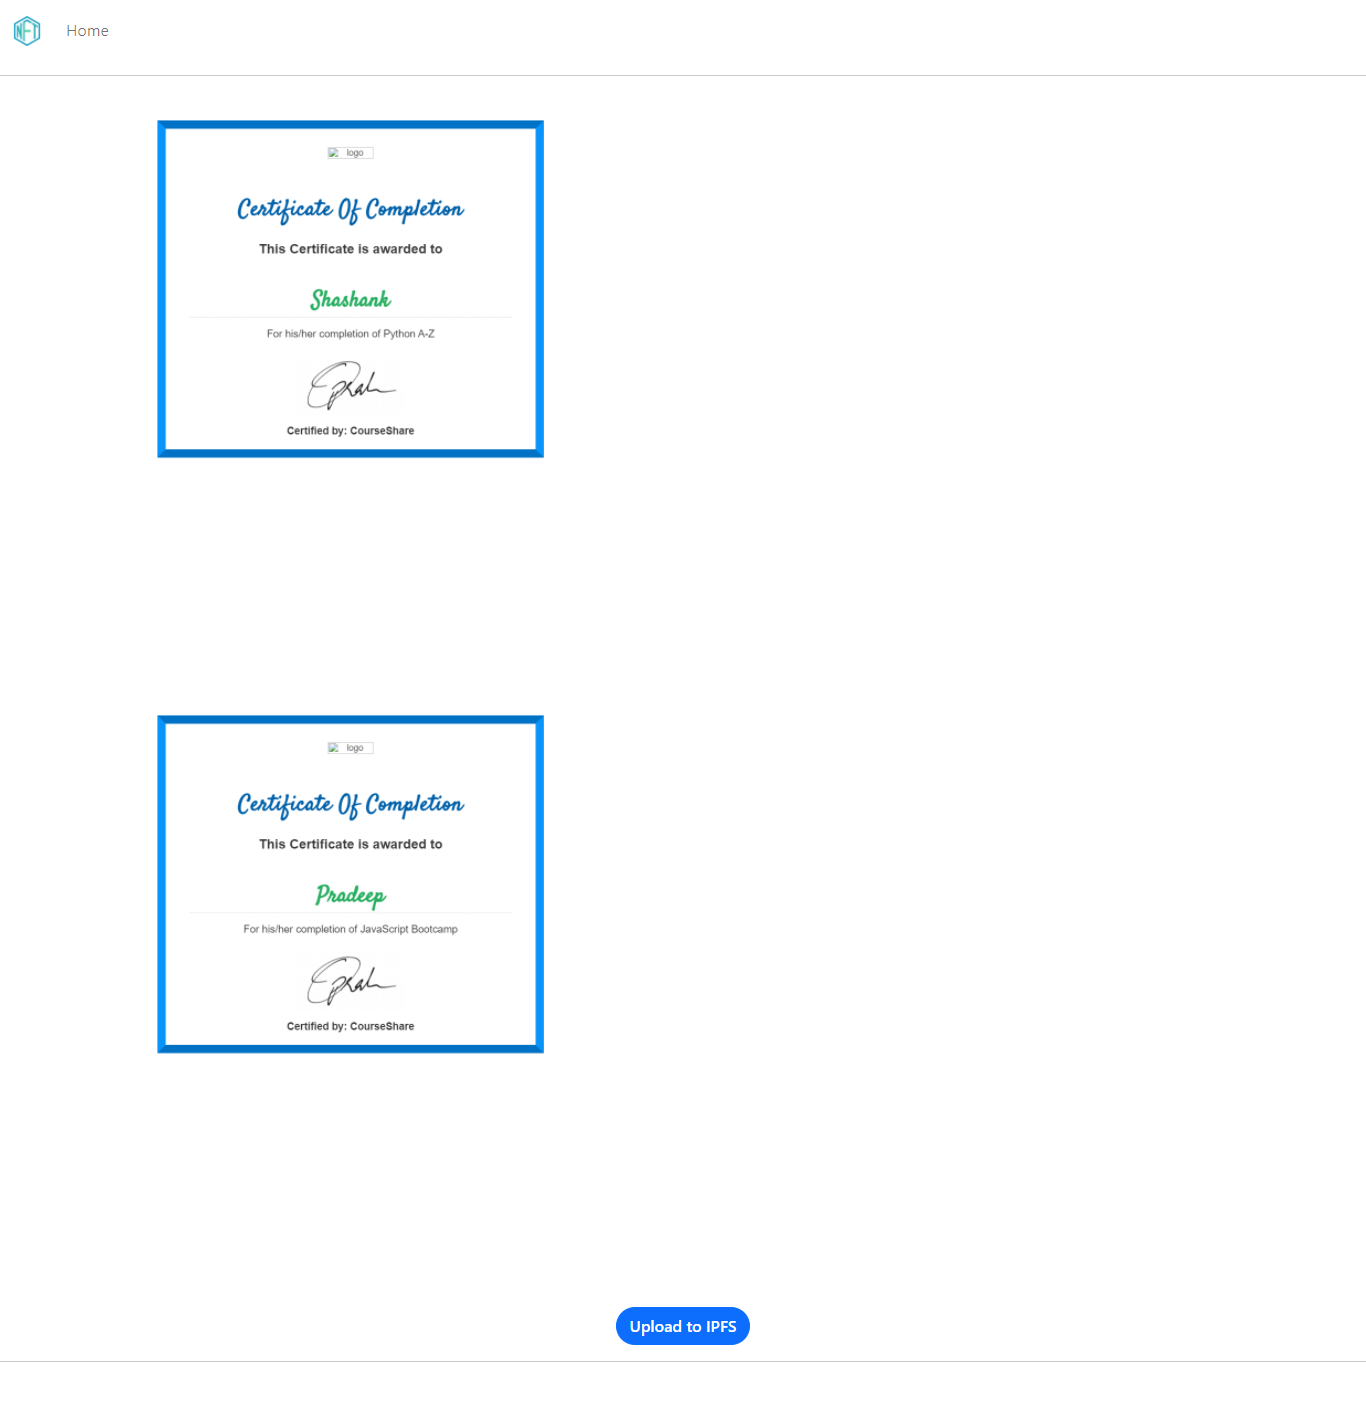 NFT Home
logo
Certificate Of Completion
This Certificate is awarded to
Shashank
For his/her completion of Python A-Z
Certified by: CourseShare
logo
Certificate Of Completion
This Certificate is awarded to
Pradeep
For his/her completion of JavaScript Bootcamp
Certified by: CourseShare
Upload to IPFS